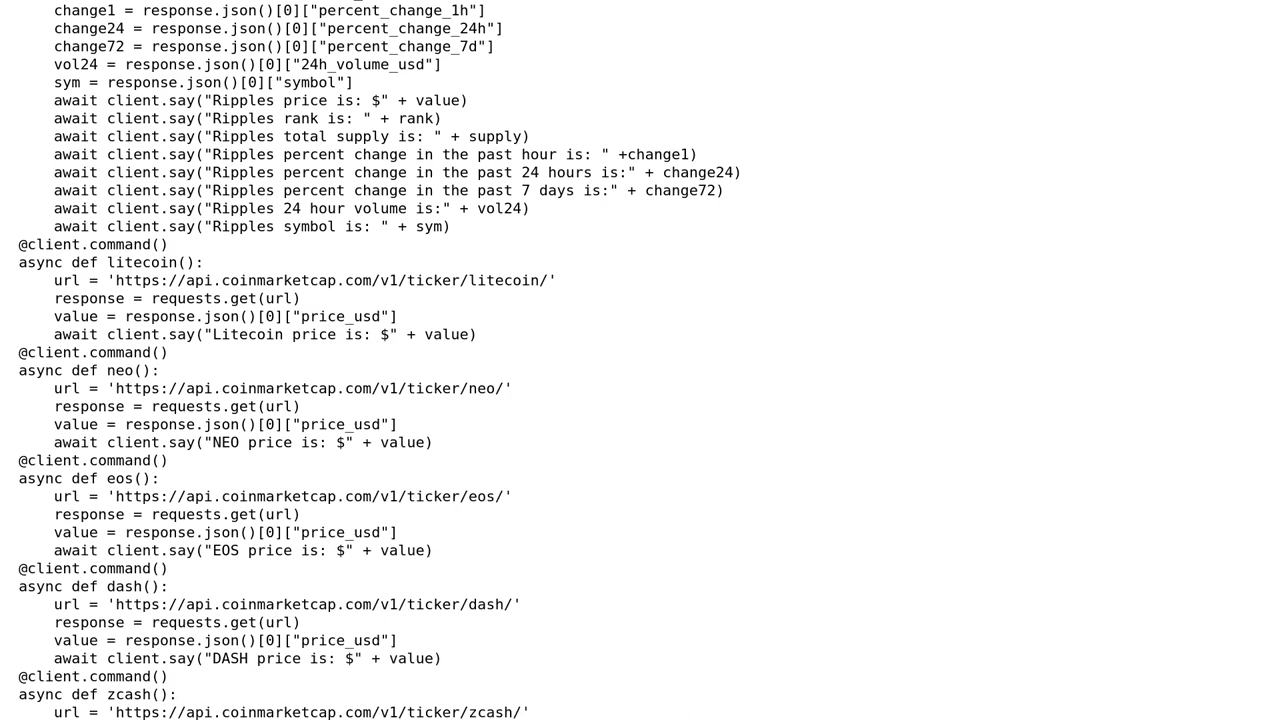 change1 = response.json()[0]["percent_change_1h"]
    change24 = response.json()[0]["percent_change_24h"]
    change72 = response.json()[0]["percent_change_7d"]
    vol24 = response.json()[0]["24h_volume_usd"]
    sym = response.json()[0]["symbol"]
    await client.say("Ripples price is: $" + value)
    await client.say("Ripples rank is: " + rank)
    await client.say("Ripples total supply is: " + supply)
    await client.say("Ripples percent change in the past hour is: " +change1)
    await client.say("Ripples percent change in the past 24 hours is:" + change24)
    await client.say("Ripples percent change in the past 7 days is:" + change72)
    await client.say("Ripples 24 hour volume is:" + vol24)
    await client.say("Ripples symbol is: " + sym)
@client.command()
async def litecoin():
    url = 'https://api.coinmarketcap.com/v1/ticker/litecoin/'
    response = requests.get(url)
    value = response.json()[0]["price_usd"]
    await client.say("Litecoin price is: $" + value)
@client.command()
async def neo():
    url = 'https://api.coinmarketcap.com/v1/ticker/neo/'
    response = requests.get(url)
    value = response.json()[0]["price_usd"]
    await client.say("NEO price is: $" + value)
@client.command()
async def eos():
    url = 'https://api.coinmarketcap.com/v1/ticker/eos/'
    response = requests.get(url)
    value = response.json()[0]["price_usd"]
    await client.say("EOS price is: $" + value)
@client.command()
async def dash():
    url = 'https://api.coinmarketcap.com/v1/ticker/dash/'
    response = requests.get(url)
    value = response.json()[0]["price_usd"]
    await client.say("DASH price is: $" + value)
@client.command()
async def zcash():
    url = 'https://api.coinmarketcap.com/v1/ticker/zcash/'